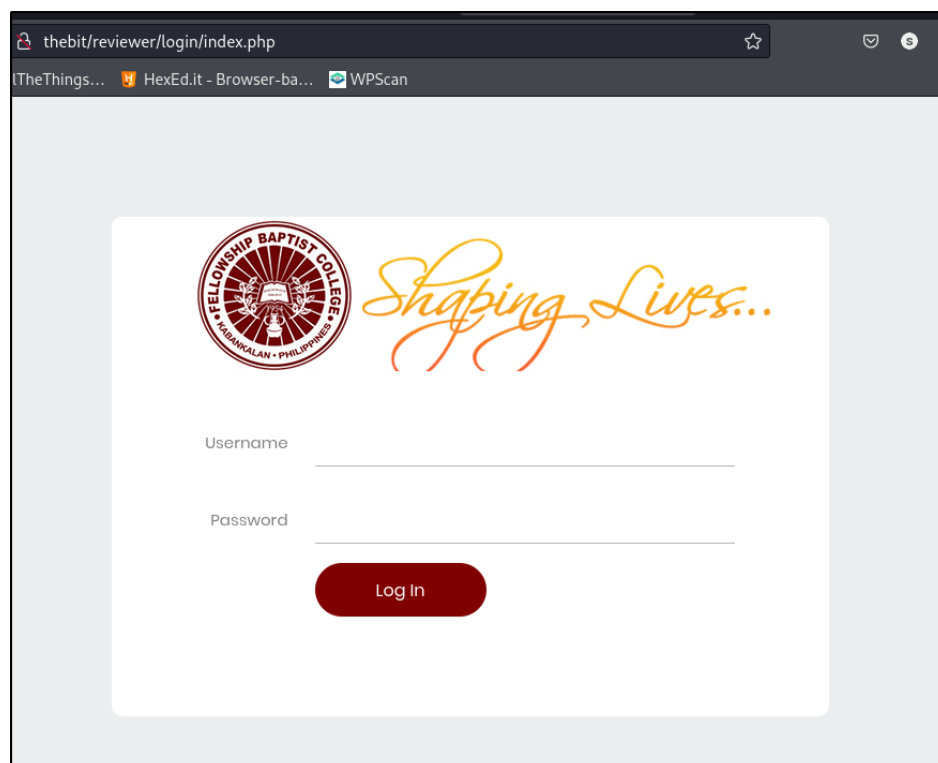 thebit/reviewer/login/index.php
S
lTheThings... HexEd.it - Browser-ba... WPScan
FELLOWSHIP BAPTIST COLLEGE
KABANKALAN • PHILIPPINES
Shaping Lives...
Username
Password
Log In